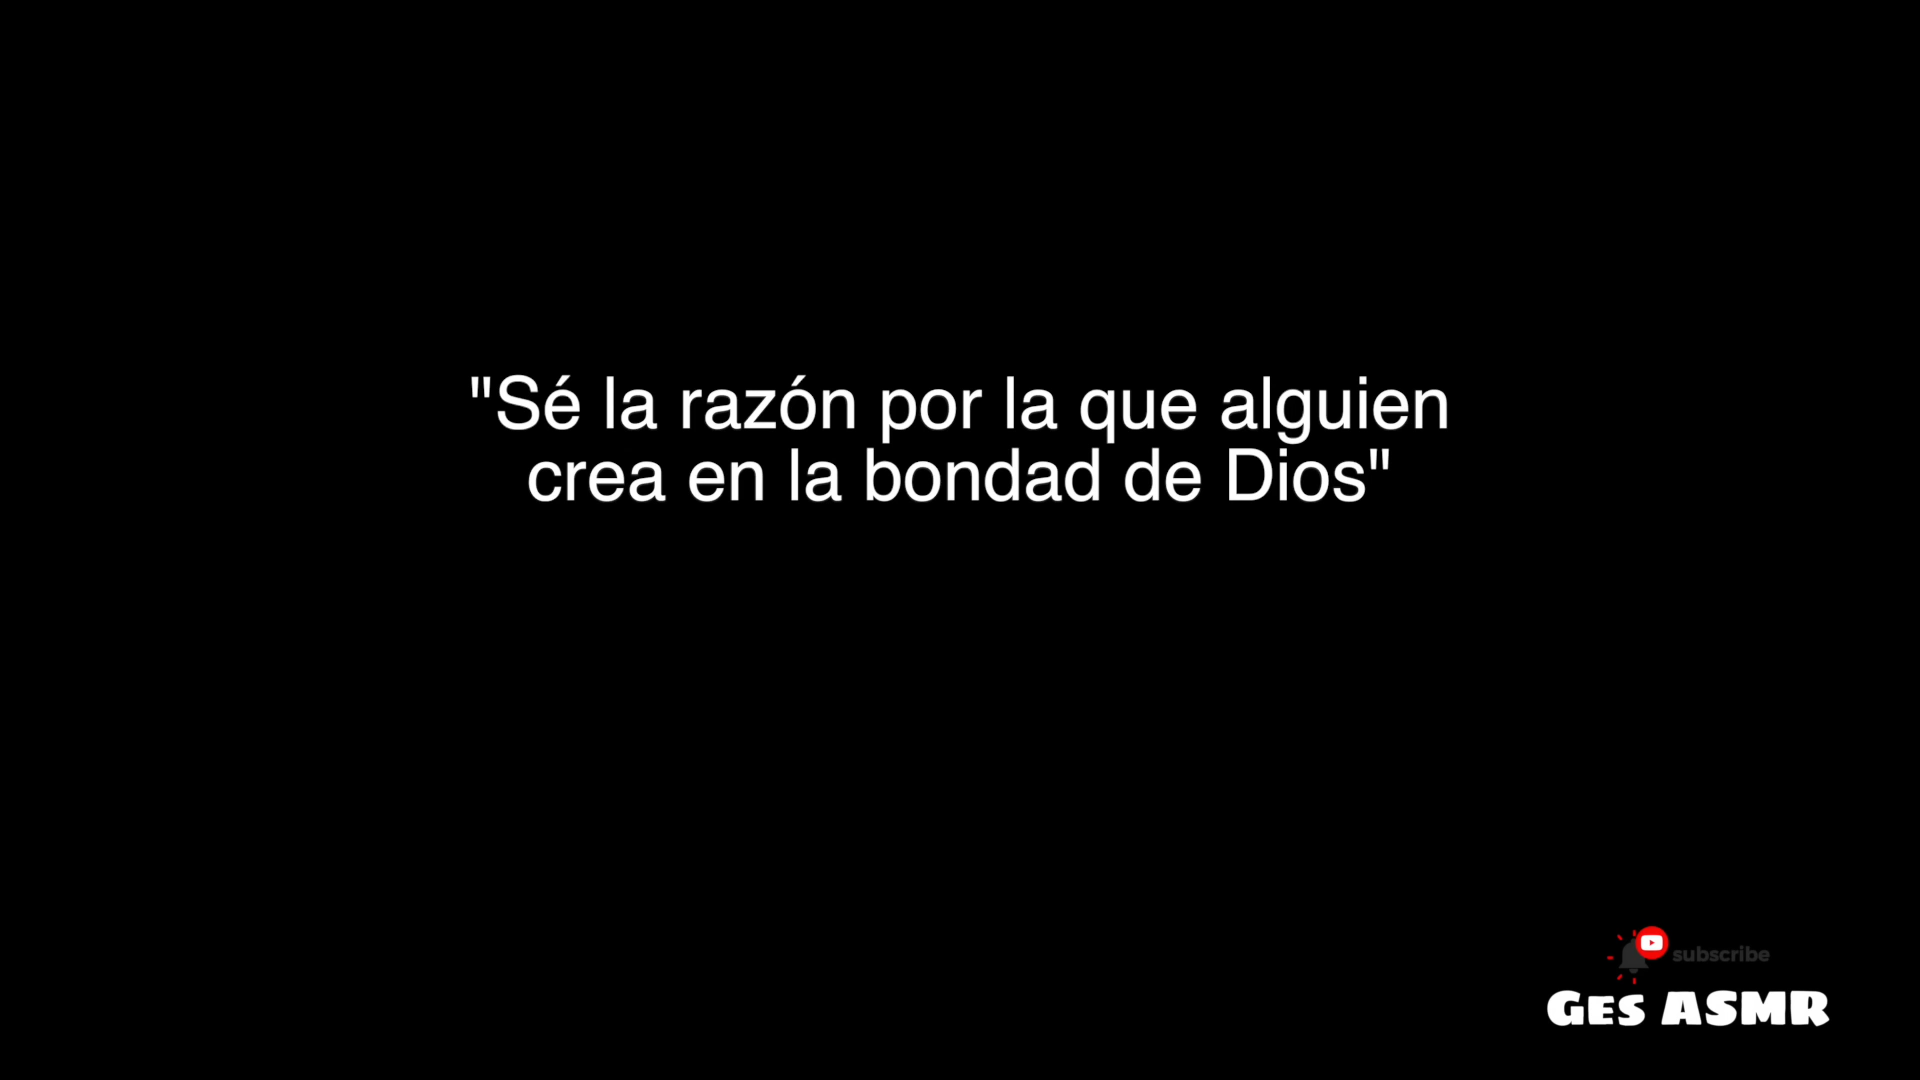 "Sé la razón por la que alguien
crea en la bondad de Dios"
subscribe
Ges ASMR